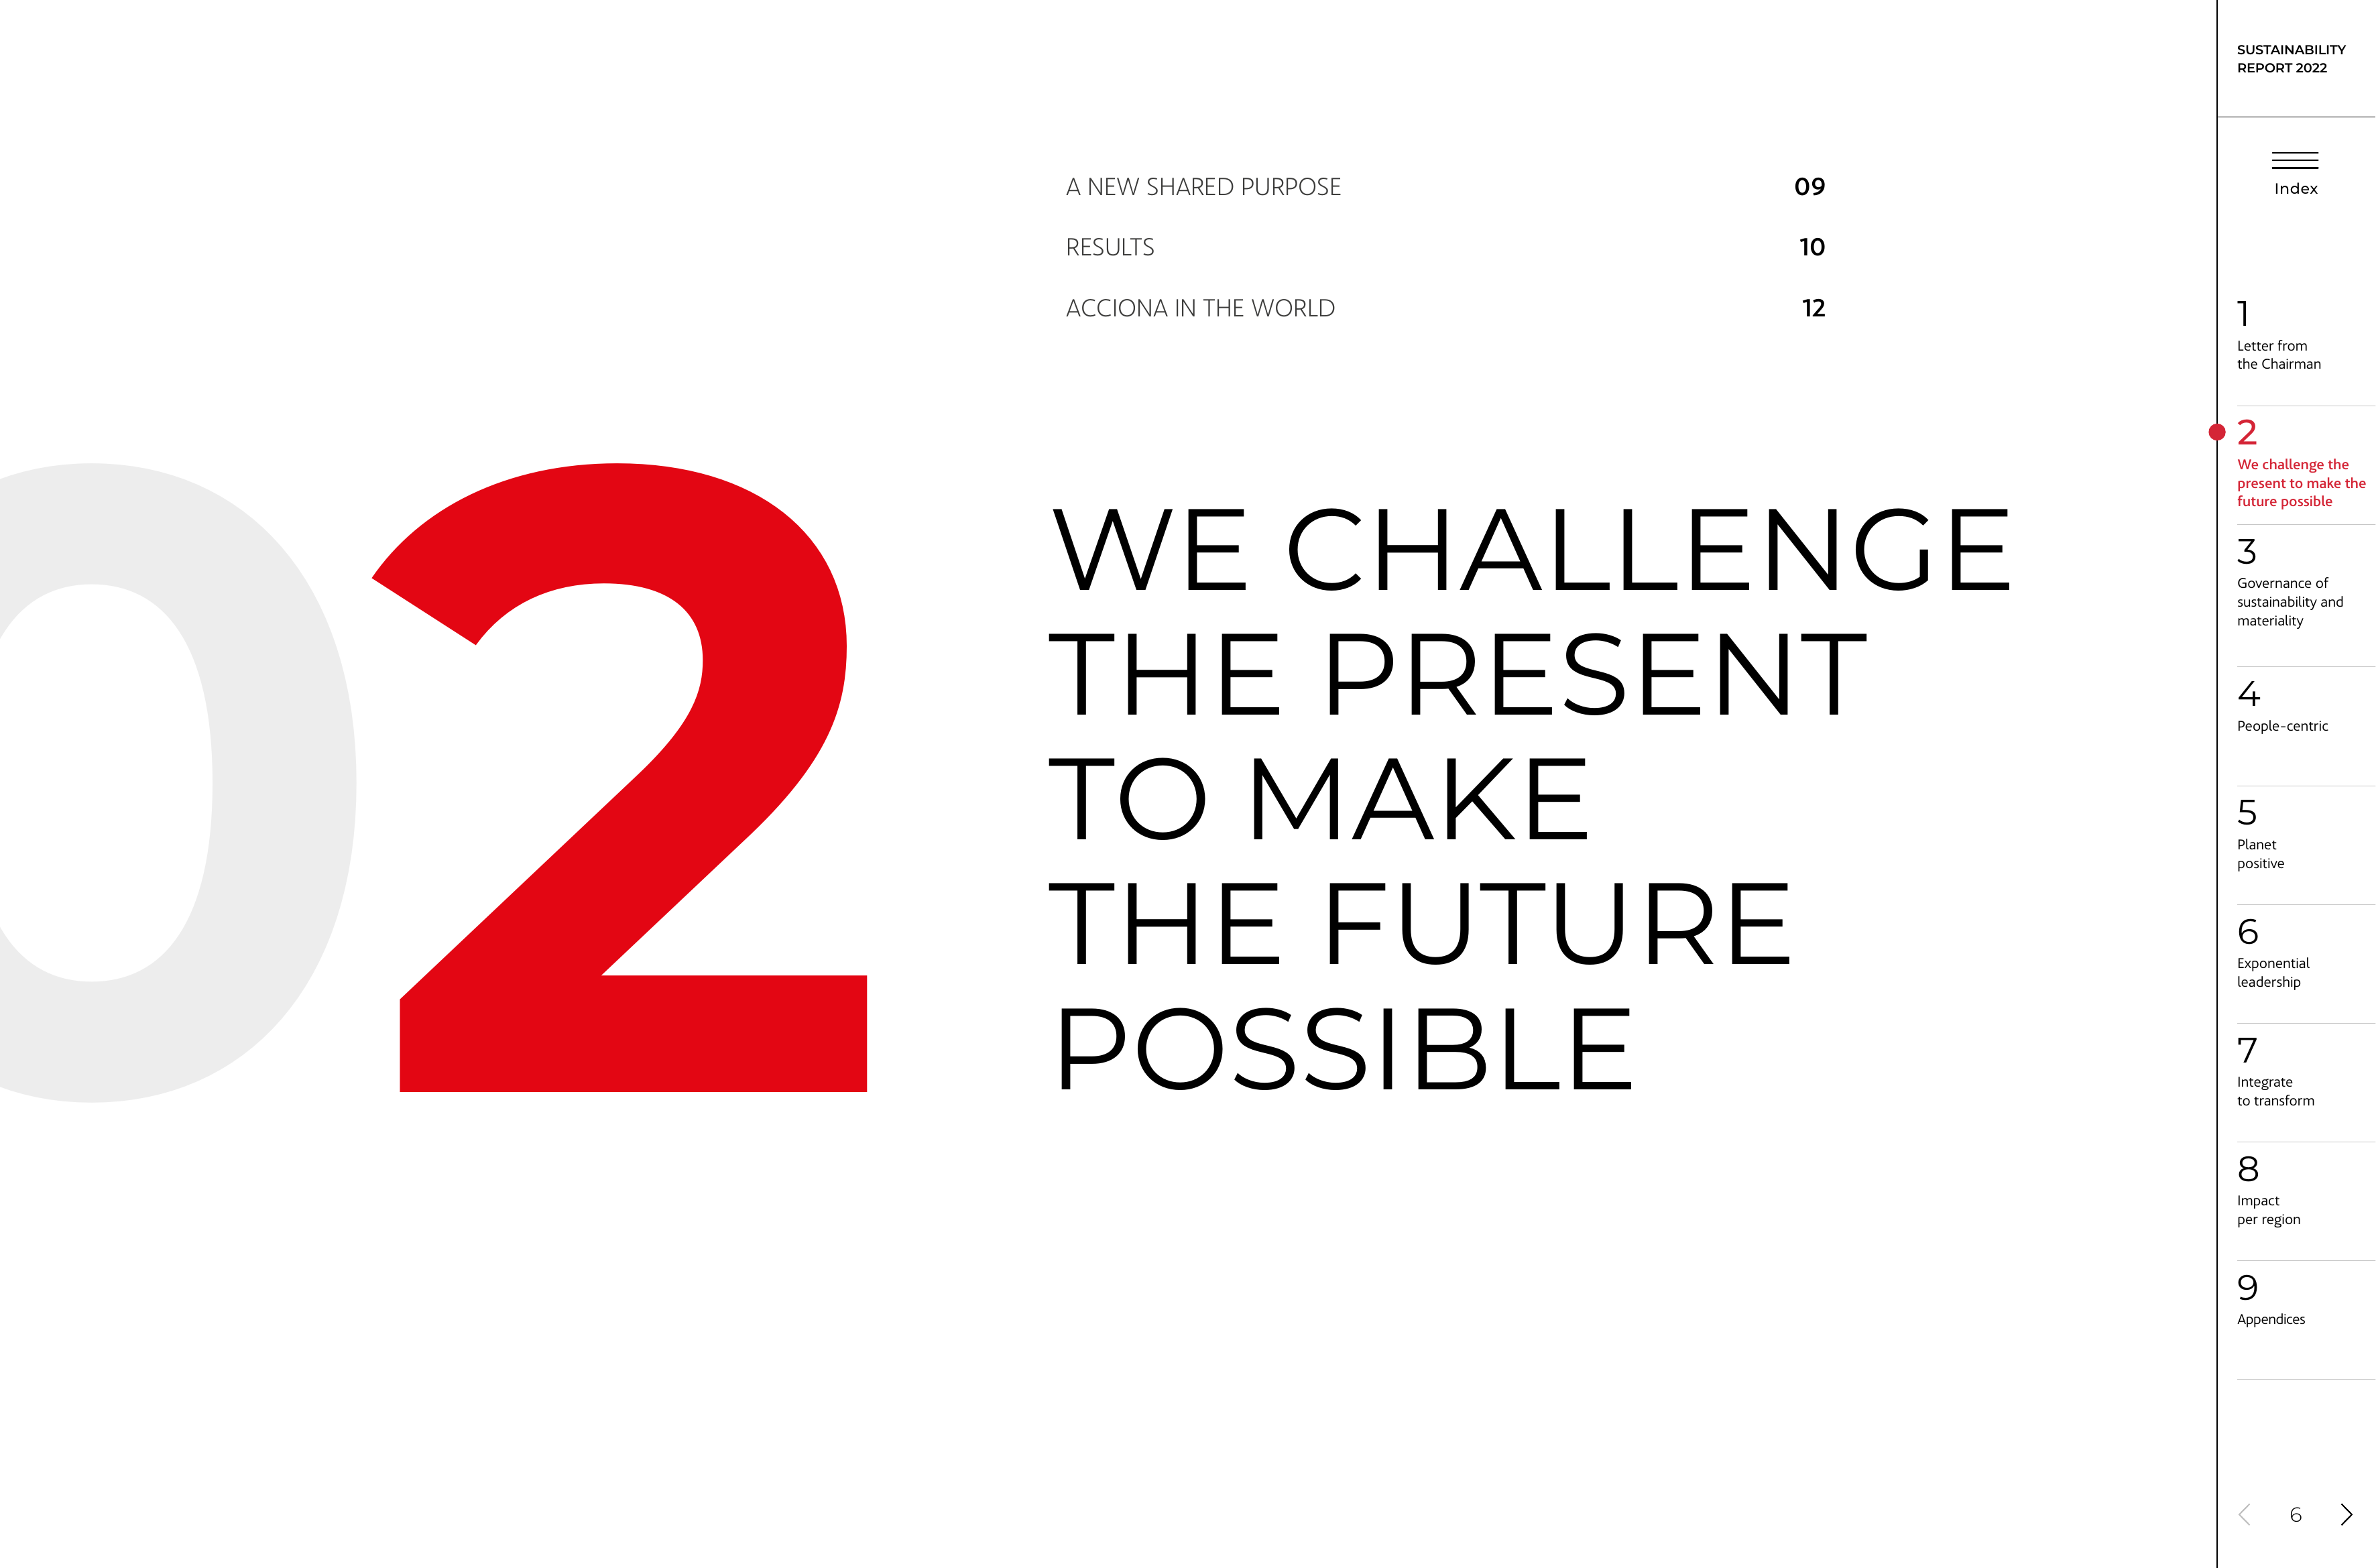 A NEW SHARED PURPOSE 09
RESULTS 10
ACCIONA IN THE WORLD 12
02
WE CHALLENGE
THE PRESENT
TO MAKE
THE FUTURE
POSSIBLE
SUSTAINABILITY
REPORT 2022
Index
1
Letter from
the Chairman
2
We challenge the
present to make the
future possible
3
Governance of
sustainability and
materiality
4
People-centric
5
Planet
positive
6
Exponential
leadership
7
Integrate
to transform
8
Impact
per region
9
Appendices
6